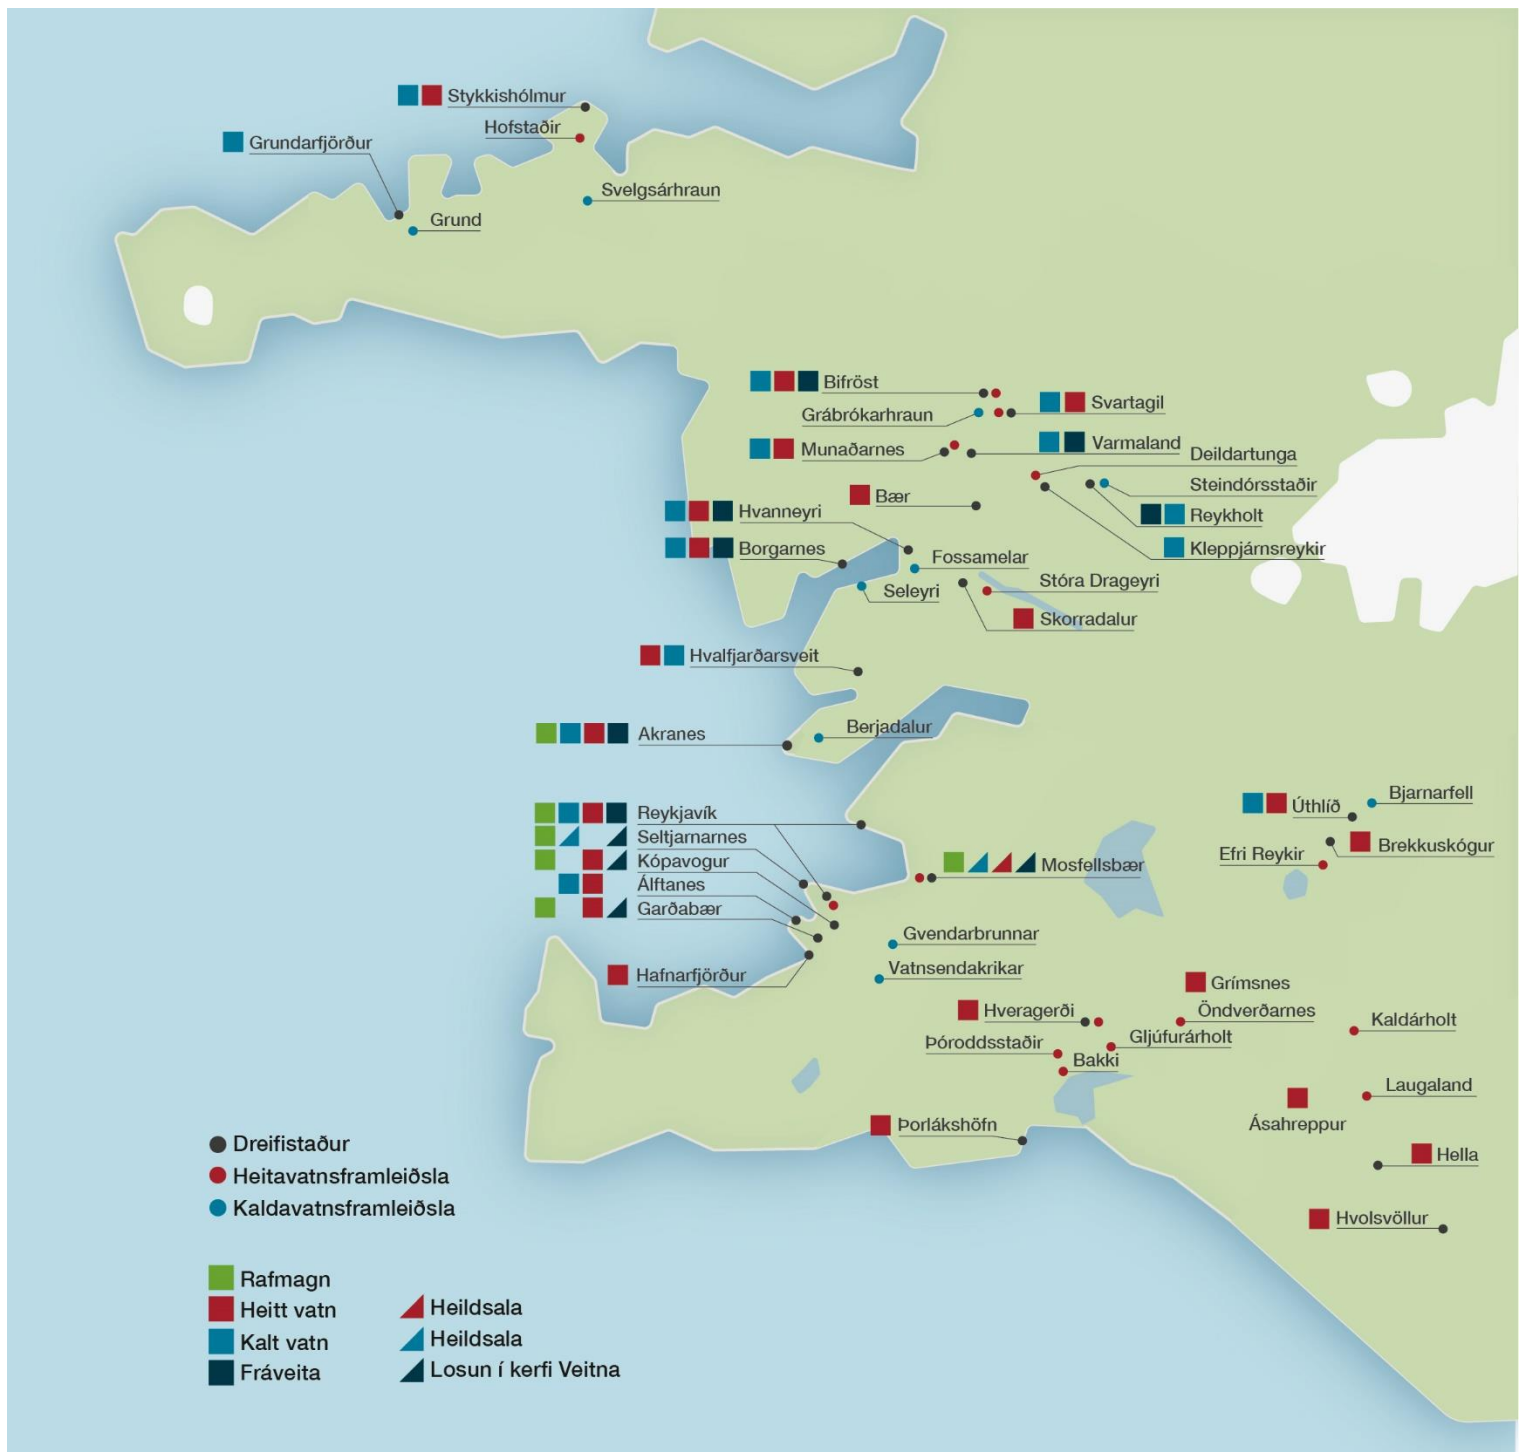 Stykkishólmur
Hofstaðir
Grundarfjörður
Svelgsárhraun
Grund
Bifröst
Svartagil
Grábrókarhraun
Munaðarnes
Varmaland
Deildartunga
Steindórsstaðir
Bær
Hvanneyri
Reykholt
Borgarnes
Kleppjárnsreykir
Fossamelar
Seleyri
Stóra Drageyri
Skorradalur
Hvalfjarðarsveit
Akranes
Berjadalur
Reykjavík
Seltjarnarnes
Kópavogur
Álftanes
Garðabær
Hafnarfjörður
Mosfellsbær
Bjarnarfell
Úthlíð
Brekkuskógur
Efri Reykir
Gvendarbrunnar
Vatnsendakrikar
Grímsnes
Hveragerði
Öndverðarnes
Kaldárholt
Þóroddsstaðir
Gljúfurárholt
Bakki
Laugaland
Ásahreppur
Þorlákshöfn
Hella
Hvolsvöllur
Dreifistaður
Heitavatnsframleiðsla
Kaldavatnsframleiðsla
Rafmagn
Heitt vatn
Kalt vatn
Fráveita
Heildsala
Heildsala
Losun í kerfi Veitna